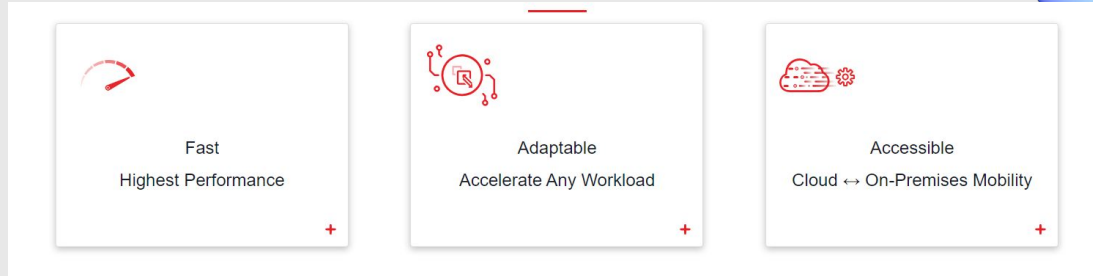 Fast
Highest Performance
+
Adaptable
Accelerate Any Workload
+
Accessible
Cloud ↔ On-Premises Mobility
+